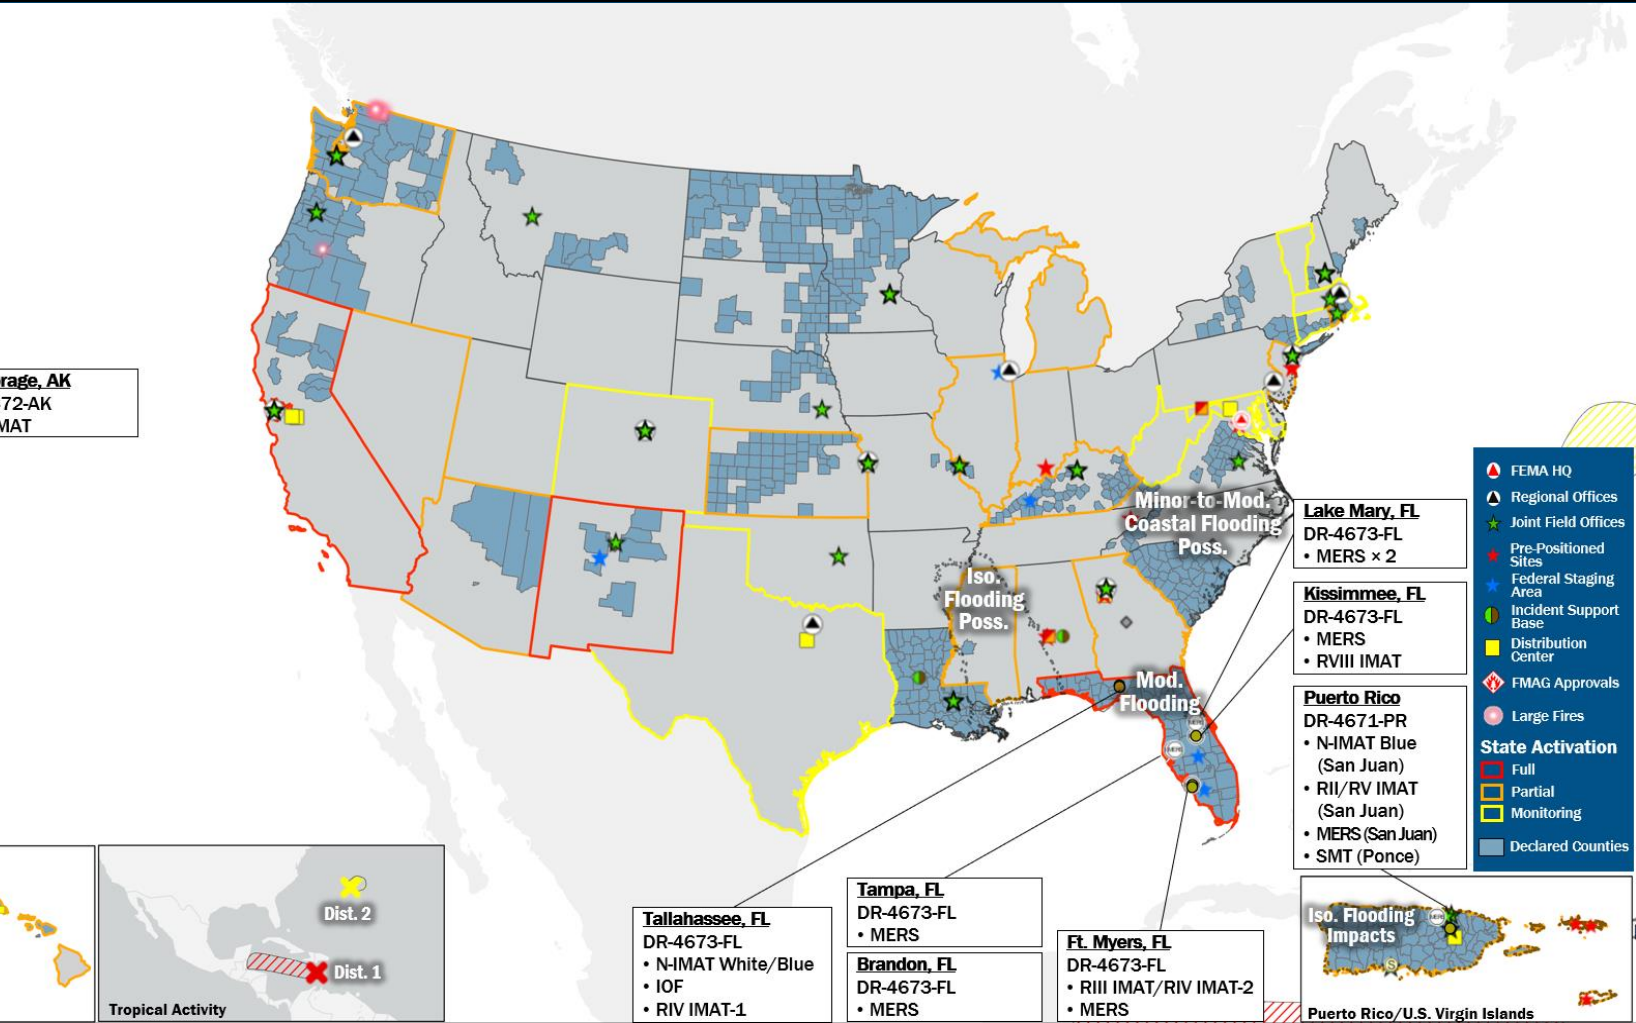 rage, AK
72-AK
MAT
Minor-to-Mod.
Coastal Flooding
Poss.
Iso.
Flooding
Poss.
Mod.
Flooding
MERS
MERS
Lake Mary, FL
DR-4673-FL
• MERS × 2
Kissimmee, FL
DR-4673-FL
• MERS
• RVIII IMAT
Puerto Rico
DR-4671-PR
• N-IMAT Blue
(San Juan)
• RII/RV IMAT
(San Juan)
• MERS (San Juan)
• SMT (Ponce)
FEMA HQ
Regional Offices
Joint Field Offices
Pre-Positioned
Sites
Federal Staging
Area
Incident Support
Base
Distribution
Center
FMAG Approvals
Large Fires
State Activation
Full
Partial
Monitoring
Declared Counties
Dist. 2
Dist. 1
Tropical Activity
Tallahassee, FL
DR-4673-FL
• N-IMAT White/Blue
• IOF
• RIV IMAT-1
Tampa, FL
DR-4673-FL
• MERS
Brandon, FL
DR-4673-FL
• MERS
Ft. Myers, FL
DR-4673-FL
• RIII IMAT/RIV IMAT-2
• MERS
Iso. Flooding
Impacts
MERS
S
Puerto Rico/U.S. Virgin Islands